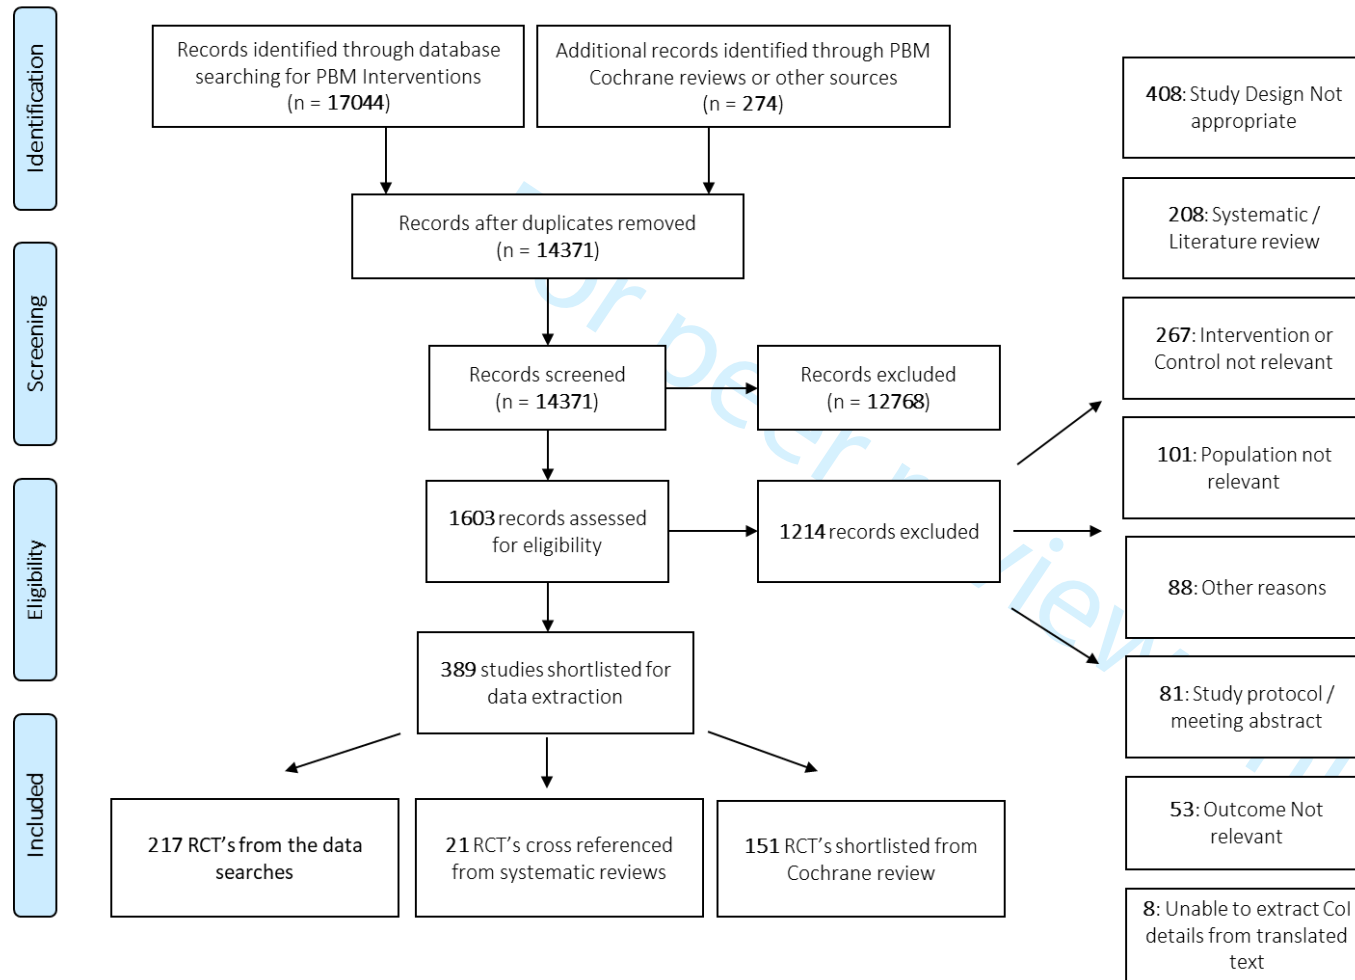 Identification
Records identified through database
searching for PBM Interventions
(n = 17044)
Additional records identified through PBM
Cochrane reviews or other sources
(n = 274)
Records after duplicates removed
(n = 14371)
Screening
Records screened
(n = 14371)
Records excluded
(n = 12768)
Eligibility
1603 records assessed
for eligibility
1214 records excluded
389 studies shortlisted for
data extraction
Included
217 RCT's from the data
searches
21 RCT's cross referenced
from systematic reviews
151 RCT's shortlisted from
Cochrane review
408: Study Design Not
appropriate
208: Systematic /
Literature review
267: Intervention or
Control not relevant
101: Population not
relevant
88: Other reasons
81: Study protocol /
meeting abstract
53: Outcome Not
relevant
8: Unable to extract CoI
details from translated
text
peer